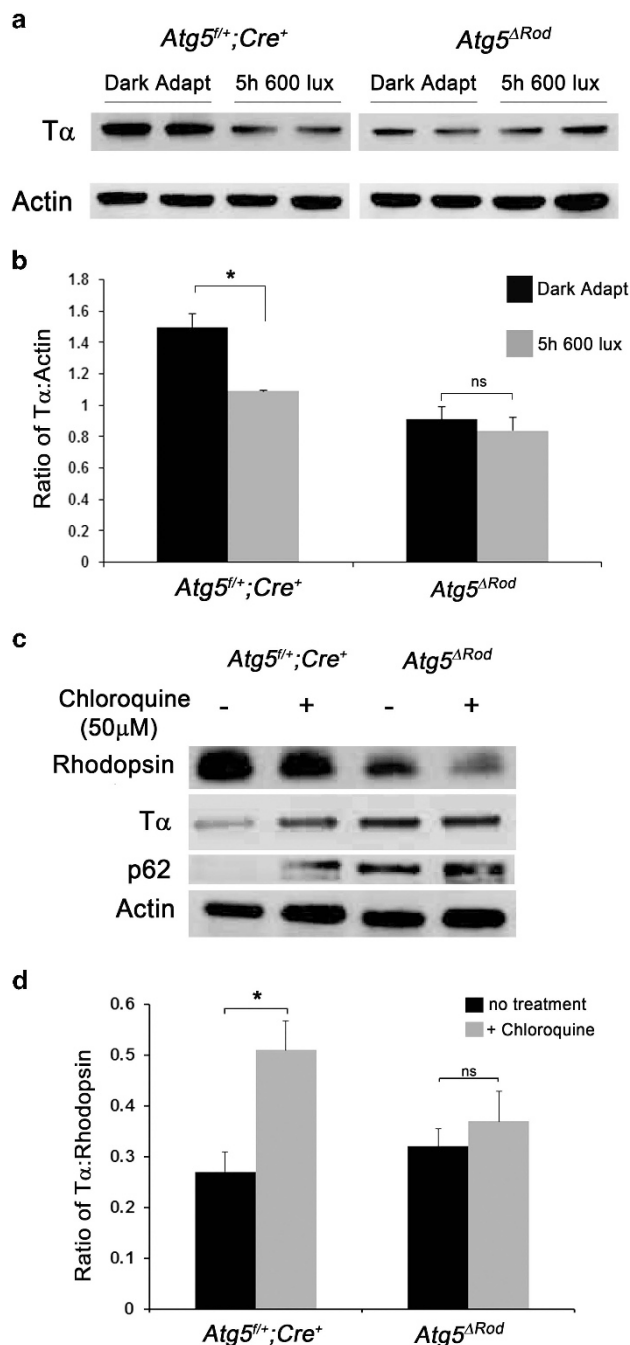 a
Atg5f/+;Cre+ Atg5ΔRod
Dark Adapt 5h 600 lux Dark Adapt 5h 600 lux
Tα
Actin
b
Ratio of Tα:Actin
1.8
1.6
1.4
1.2
1
0.8
0.6
0.4
0.2
0
*
ns
Dark Adapt
5h 600 lux
Atg5f/+;Cre+ Atg5ΔRod
c
Atg5f/+;Cre+ Atg5ΔRod
Chloroquine - + - +
(50μM)
Rhodopsin
Tα
p62
Actin
d
Ratio of Tα:Rhodopsin
0.6
0.5
0.4
0.3
0.2
0.1
0
*
ns
no treatment
+ Chloroquine
Atg5f/+;Cre+ Atg5ΔRod